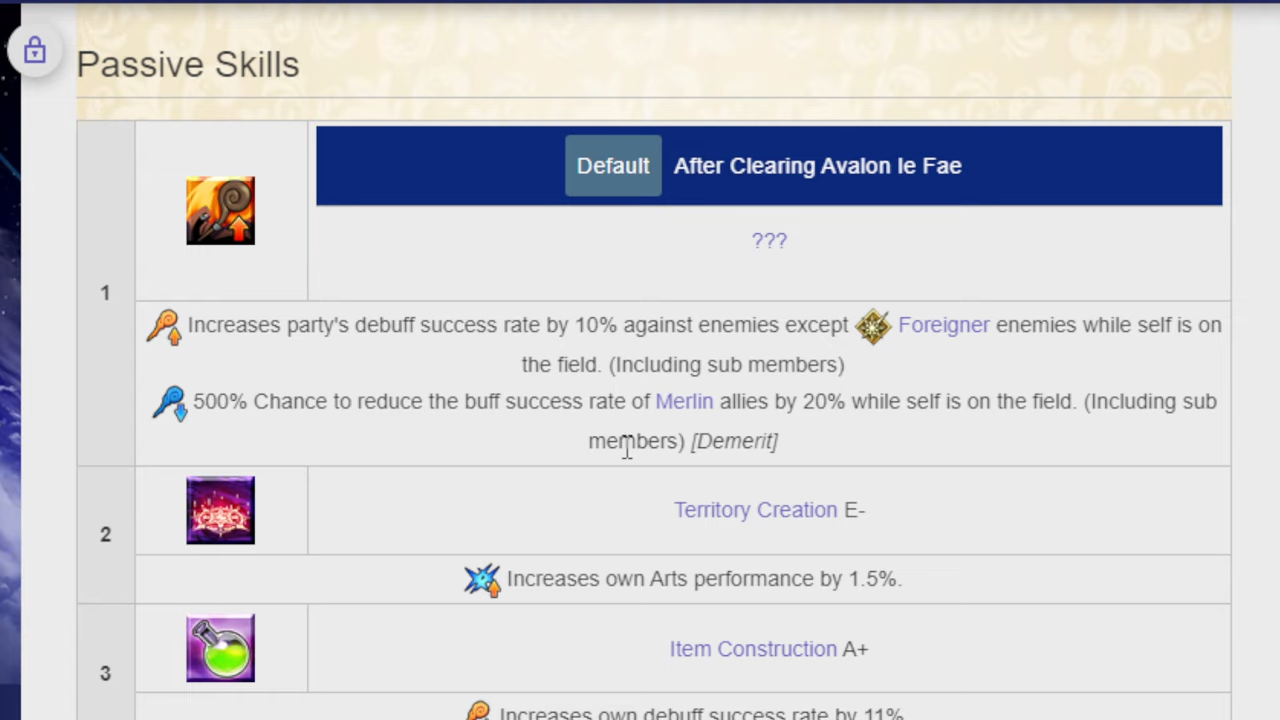 Passive Skills
Default After Clearing Avalon le Fae
???
1
Increases party's debuff success rate by 10% against enemies except Foreigner enemies while self is on
the field. (Including sub members)
500% Chance to reduce the buff success rate of Merlin allies by 20% while self is on the field. (Including sub
members) [Demerit]
2
Territory Creation E-
Increases own Arts performance by 1.5%.
3
Item Construction A+
Increases own debuff success rate by 11%